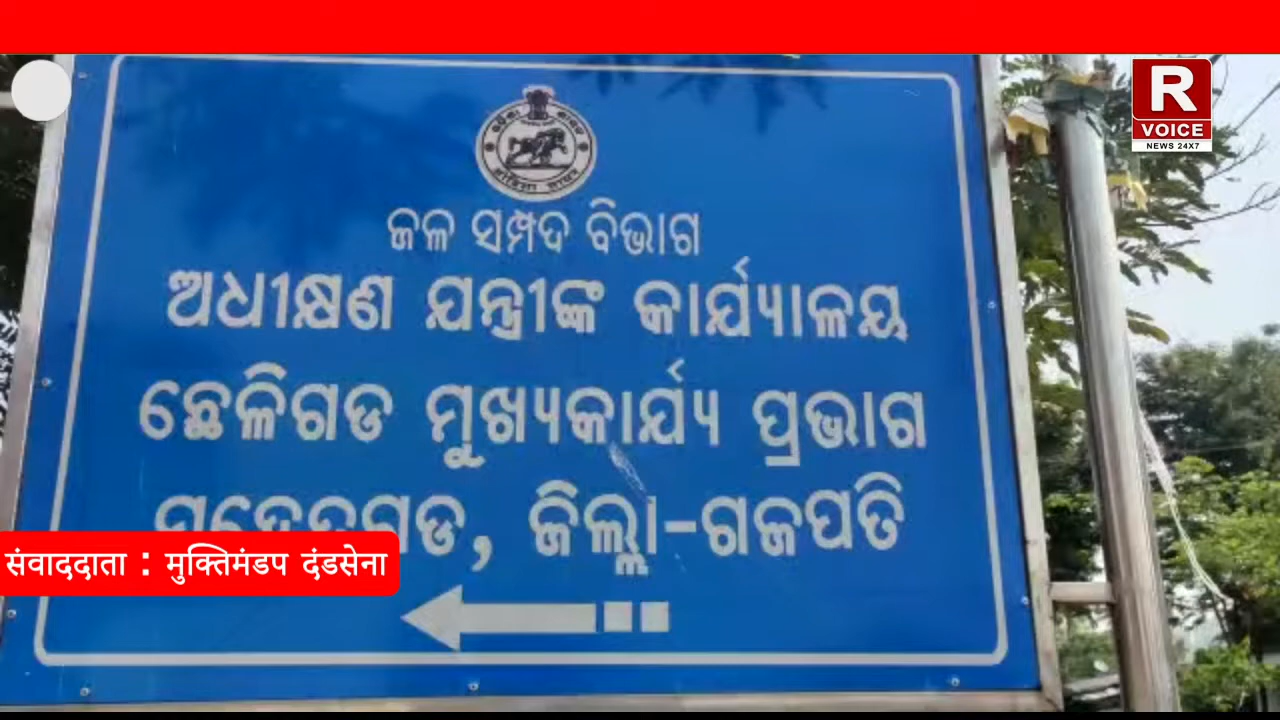 R
VOICE
NEWS 24X7
ଜଳ ସମ୍ପଦ ବିଭାଗ
ଅଧୀକ୍ଷଣ ଯନ୍ତ୍ରୀଙ୍କ କାର୍ଯ୍ୟାଳୟ
ଛେଳିଗଡ ମୁଖ୍ୟକାର୍ଯ୍ୟ ପ୍ରଭାଗ
ଜିଲ୍ଲା-ଗଜପତି
संवाददाता : मुक्तिमंडप दंडसेना